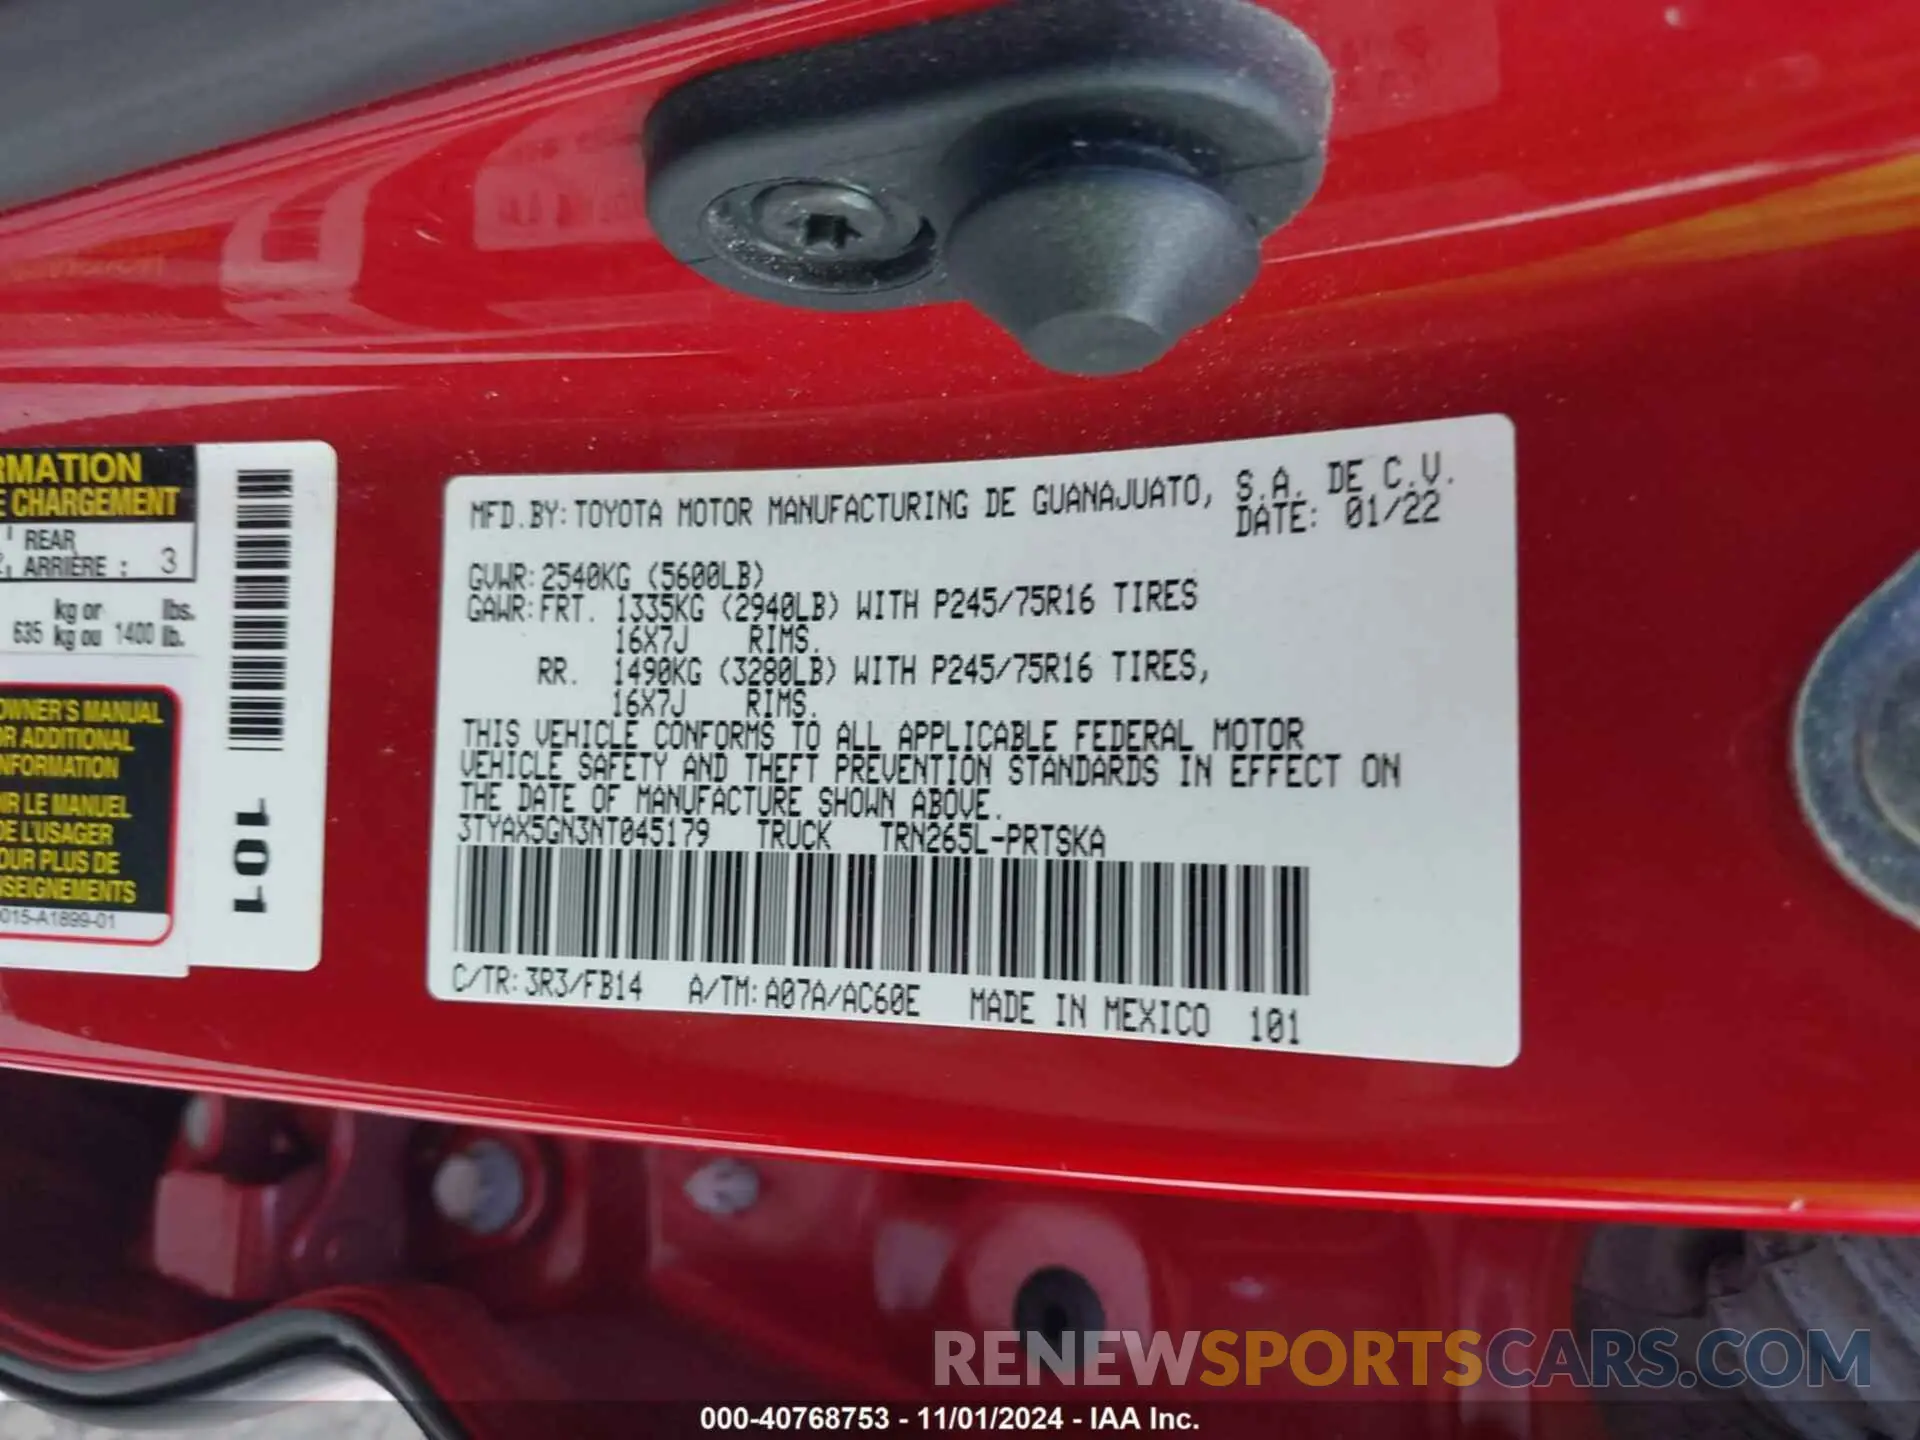 RMATION
E CHARGEMENT
REAR
ARRIÈRE : 3
kg or lbs.
635 kg ou 1400 lb.
OWNER'S MANUAL
OR ADDITIONAL
NFORMATION
IR LE MANUEL
DE L'USAGER
OUR PLUS DE
SEIGNEMENTS
015-A1899-01
101
MFD.BY:TOYOTA MOTOR MANUFACTURING DE GUANAJUATO, S.A. DE C.V.
DATE: 01/22
GVWR:2540KG (5600LB)
GAWR:FRT. 1335KG (2940LB) WITH P245/75R16 TIRES
16X7J RIMS.
RR. 1490KG (3280LB) WITH P245/75R16 TIRES,
16X7J RIMS.
THIS VEHICLE CONFORMS TO ALL APPLICABLE FEDERAL MOTOR
VEHICLE SAFETY AND THEFT PREVENTION STANDARDS IN EFFECT ON
THE DATE OF MANUFACTURE SHOWN ABOVE.
3TYAX5GN3NT045179 TRUCK TRN265L-PRTSKA
C/TR:3R3/FB14 A/TM:A07A/AC60E MADE IN MEXICO 101
RENEWSPORTSCARS.COM
000-40768753 - 11/01/2024 - IAA Inc.